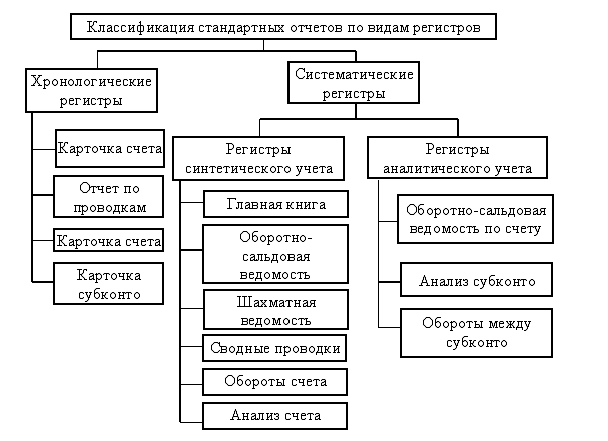 Классификация стандартных отчетов по видам регистров
Хронологические
регистры
Систематические
регистры
Карточка счета
Отчет по
проводкам
Карточка счета
Карточка
субконто
Регистры
синтетического учета
Главная книга
Оборотно-
сальдовая
ведомость
Шахматная
ведомость
Сводные проводки
Обороты счета
Анализ счета
Регистры
аналитического учета
Оборотно-сальдовая
ведомость по счету
Анализ субконто
Обороты между
субконто